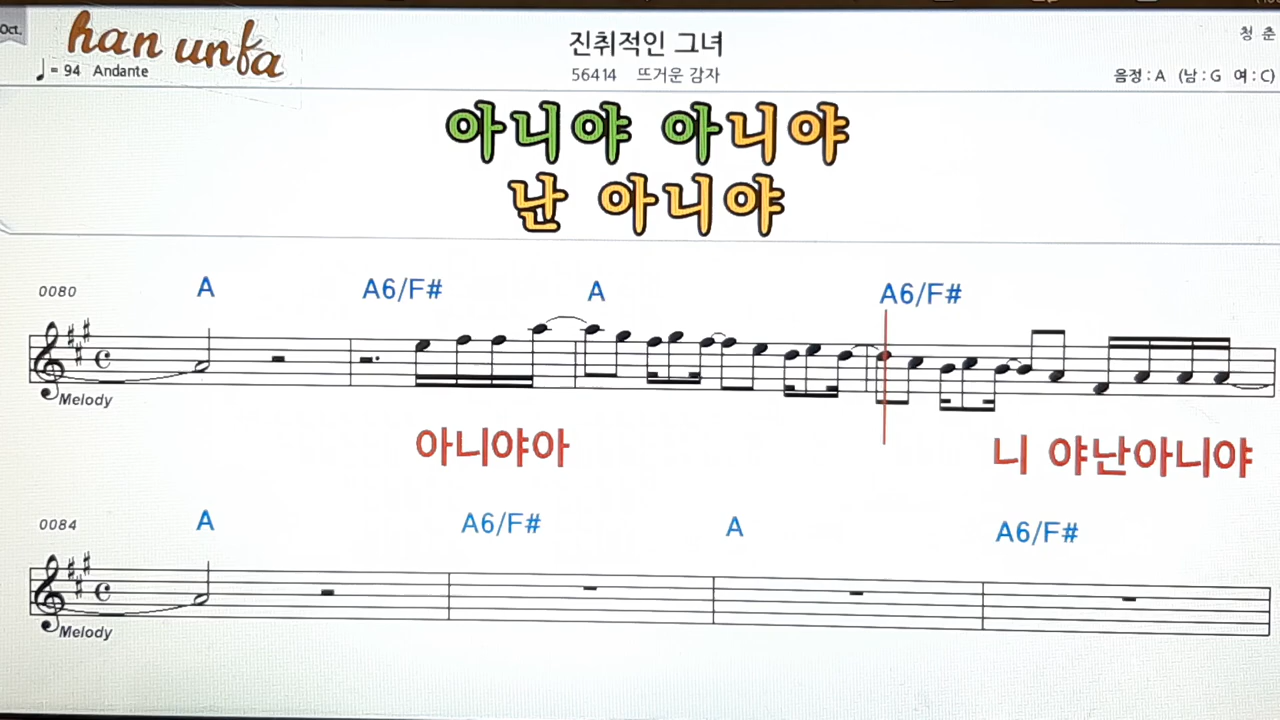 Oct.
han unfa
진취적인 그녀
청 춘
♩= 94 Andante
56414 뜨거운 감자
음정 : A (남 : G 여 : C)
아니야 아니야
난 아니야
0080
A A6/F# A A6/F#
Melody
아니야아 니 야난아니야
0084
A A6/F# A A6/F#
Melody